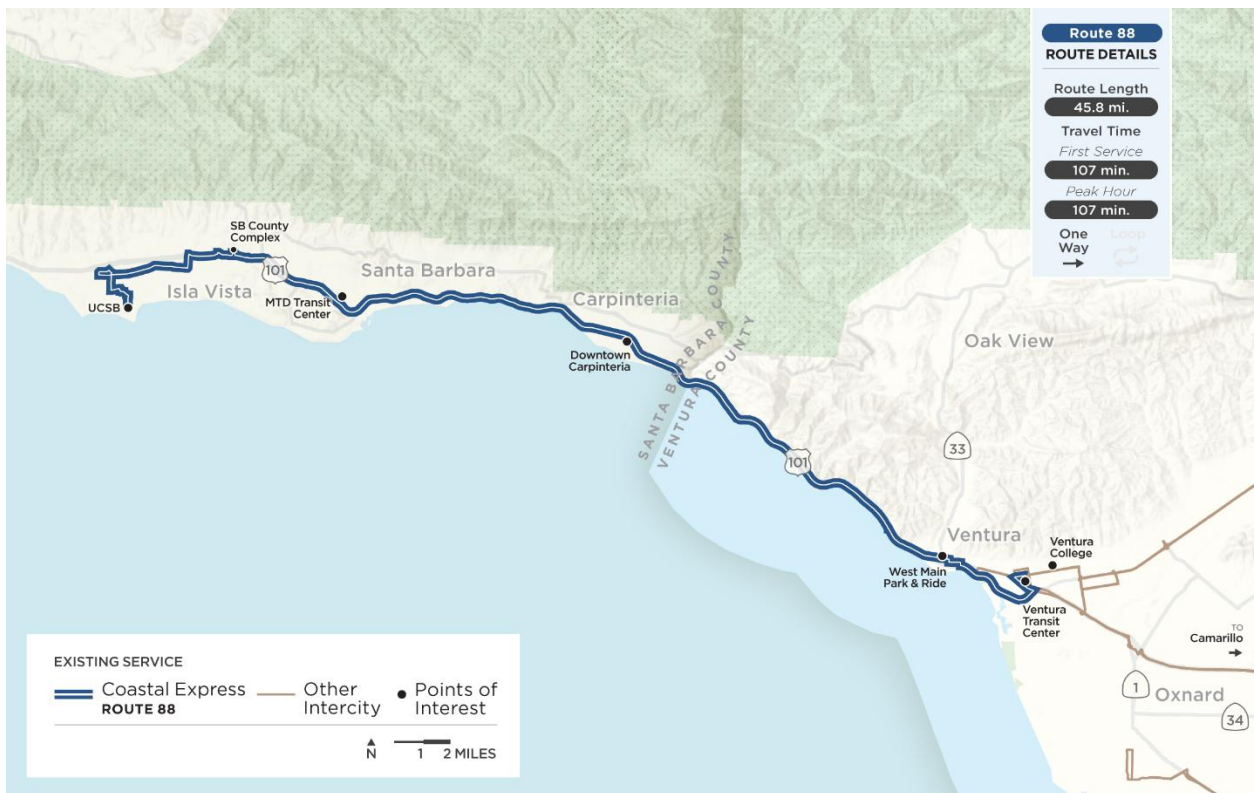 Route 88
ROUTE DETAILS
Route Length
45.8 mi.
Travel Time
First Service
107 min.
Peak Hour
107 min.
One
Way
Loop
SB County
Complex
101
Santa Barbara
Isla Vista
MTD Transit
Center
UCSB
Carpinteria
Downtown
Carpinteria
SANTA BARBARA COUNTY
VENTURA COUNTY
Oak View
33
101
Ventura
West Main
Park & Ride
Ventura
College
Ventura
Transit
Center
TO
Camarillo
1
Oxnard
34
EXISTING SERVICE
Coastal Express
ROUTE 88
Other
Intercity
Points of
Interest
N
1 2 MILES